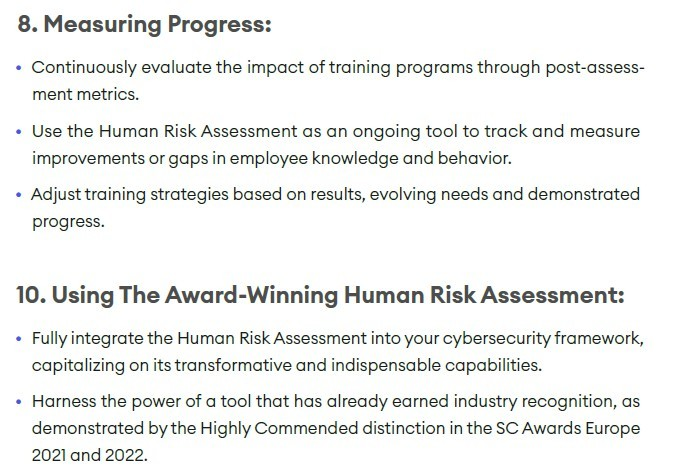 8. Measuring Progress:
• Continuously evaluate the impact of training programs through post-assess-
ment metrics.
• Use the Human Risk Assessment as an ongoing tool to track and measure
improvements or gaps in employee knowledge and behavior.
• Adjust training strategies based on results, evolving needs and demonstrated
progress.
10. Using The Award-Winning Human Risk Assessment:
• Fully integrate the Human Risk Assessment into your cybersecurity framework,
capitalizing on its transformative and indispensable capabilities.
• Harness the power of a tool that has already earned industry recognition, as
demonstrated by the Highly Commended distinction in the SC Awards Europe
2021 and 2022.